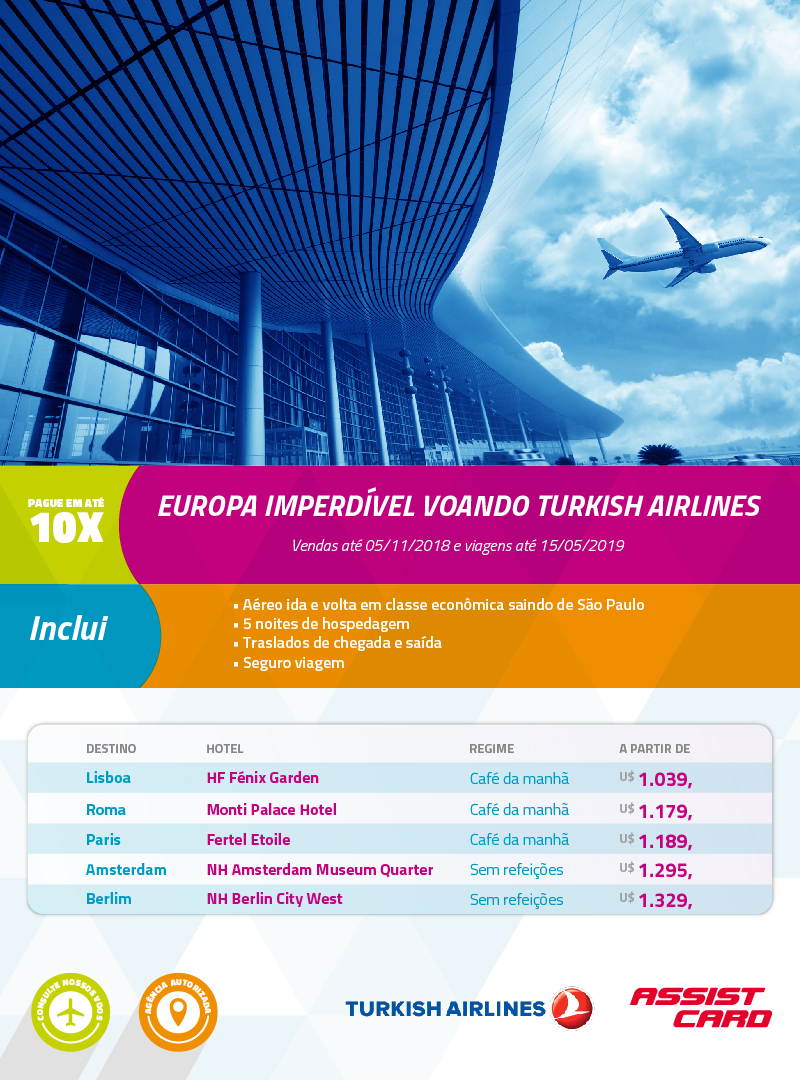 PAGUE EM ATÉ
10X
EUROPA IMPERDÍVEL VOANDO TURKISH AIRLINES
Vendas até 05/11/2018 e viagens até 15/05/2019
Inclui
• Aéreo ida e volta em classe econômica saindo de São Paulo
• 5 noites de hospedagem
• Traslados de chegada e saída
• Seguro viagem
DESTINO HOTEL REGIME A PARTIR DE
Lisboa HF Fénix Garden Café da manhã U$ 1.039,
Roma Monti Palace Hotel Café da manhã U$ 1.179,
Paris Fertel Etoile Café da manhã U$ 1.189,
Amsterdam NH Amsterdam Museum Quarter Sem refeições U$ 1.295,
Berlim NH Berlin City West Sem refeições U$ 1.329,
CONSULTE NOSSOS VOOS
AGÊNCIA AUTORIZADA
TURKISH AIRLINES
ASSIST
CARD